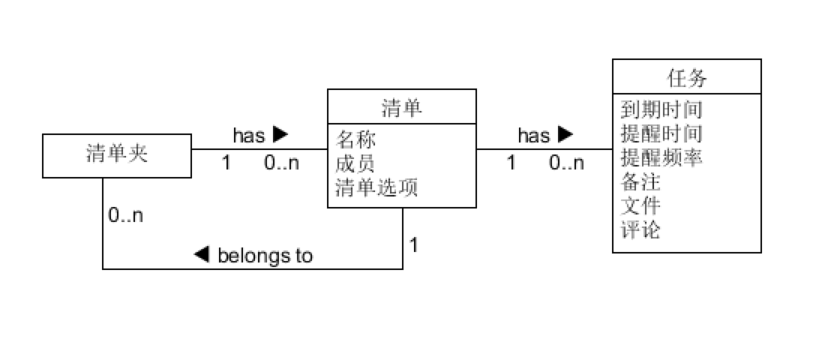 清单夹
has ▶
1 0..n
清单
名称
成员
清单选项
has ▶
1 0..n
任务
到期时间
提醒时间
提醒频率
备注
文件
评论
0..n
◀ belongs to
1